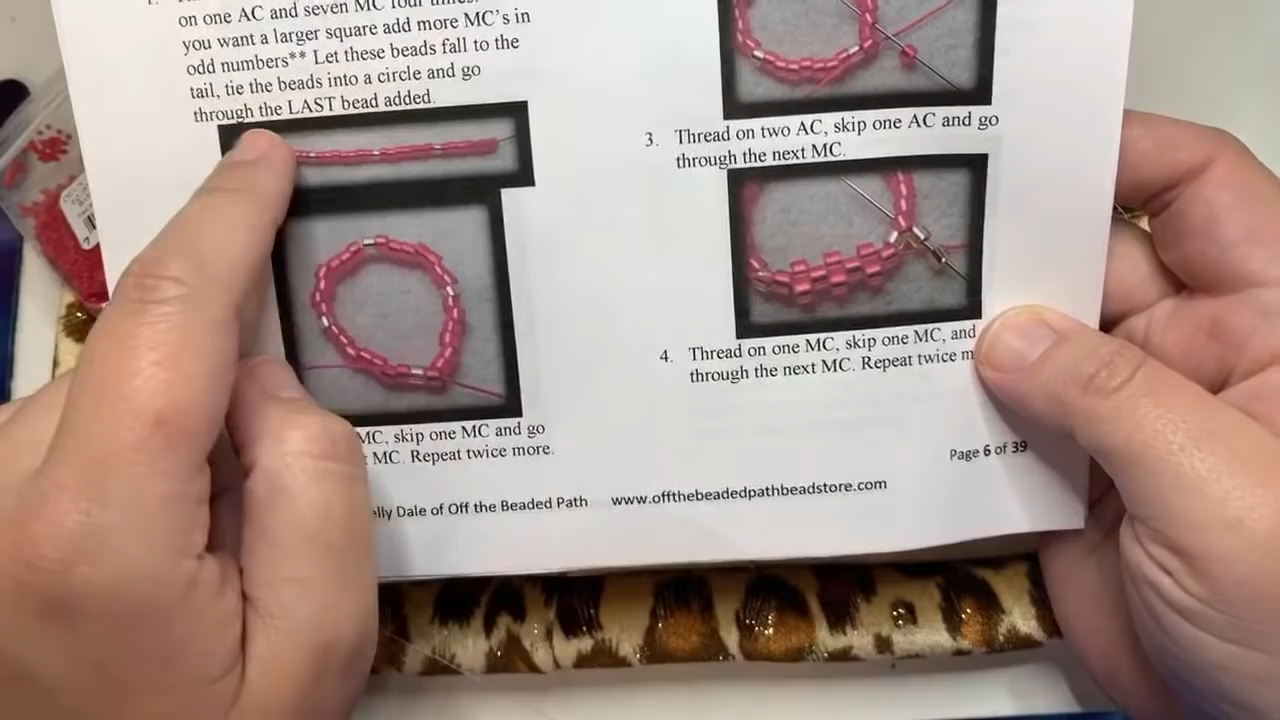 on one AC and seven MC four times.
you want a larger square add more MC's in
odd numbers** Let these beads fall to the
tail, tie the beads into a circle and go
through the LAST bead added.
MC, skip one MC and go
MC. Repeat twice more.
3. Thread on two AC, skip one AC and go
through the next MC.
4. Thread on one MC, skip one MC, and
through the next MC. Repeat twice m
Page 6 of 39
elly Dale of Off the Beaded Path www.offthebeadedpathbeadstore.com